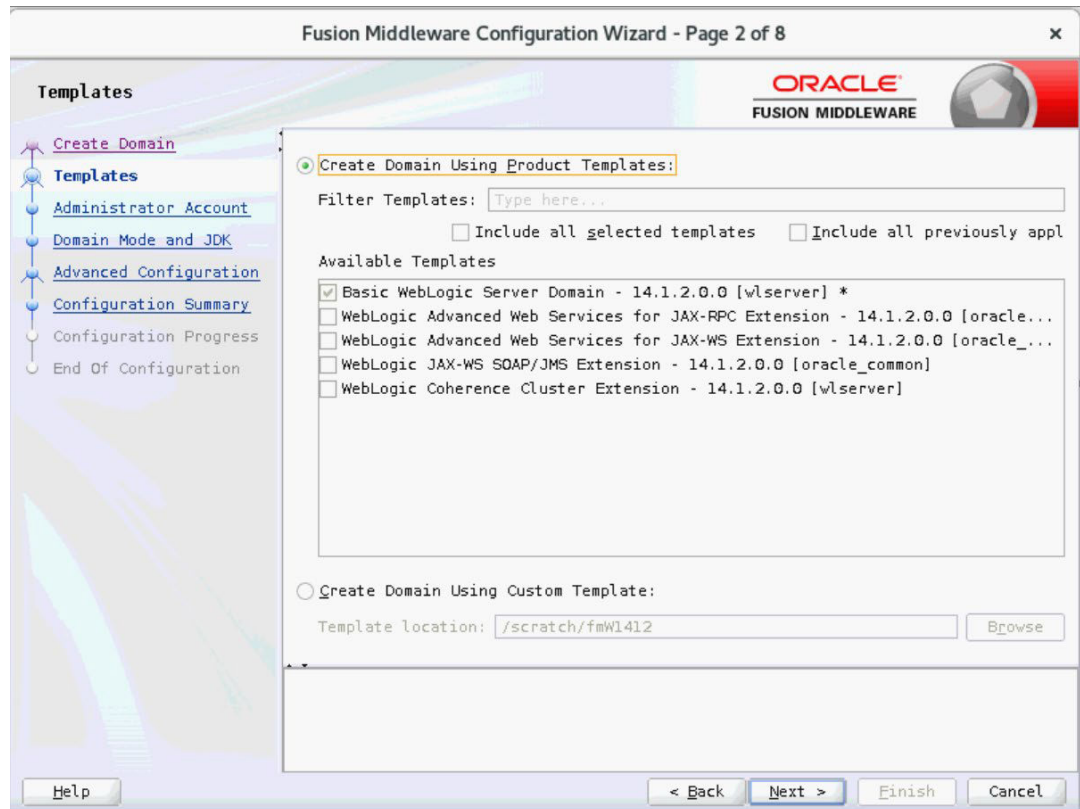 Fusion Middleware Configuration Wizard - Page 2 of 8
Templates
ORACLE
FUSION MIDDLEWARE
Create Domain
Templates
Administrator Account
Domain Mode and JDK
Advanced Configuration
Configuration Summary
Configuration Progress
End Of Configuration
Create Domain Using Product Templates:
Filter Templates: Type here...
Include all selected templates Include all previously appl
Available Templates
Basic WebLogic Server Domain - 14.1.2.0.0 [wlserver] *
WebLogic Advanced Web Services for JAX-RPC Extension - 14.1.2.0.0 [oracle...
WebLogic Advanced Web Services for JAX-WS Extension - 14.1.2.0.0 [oracle_...
WebLogic JAX-WS SOAP/JMS Extension - 14.1.2.0.0 [oracle_common]
WebLogic Coherence Cluster Extension - 14.1.2.0.0 [wlserver]
Create Domain Using Custom Template:
Template location: /scratch/fmW1412 Browse
Help < Back Next > Finish Cancel